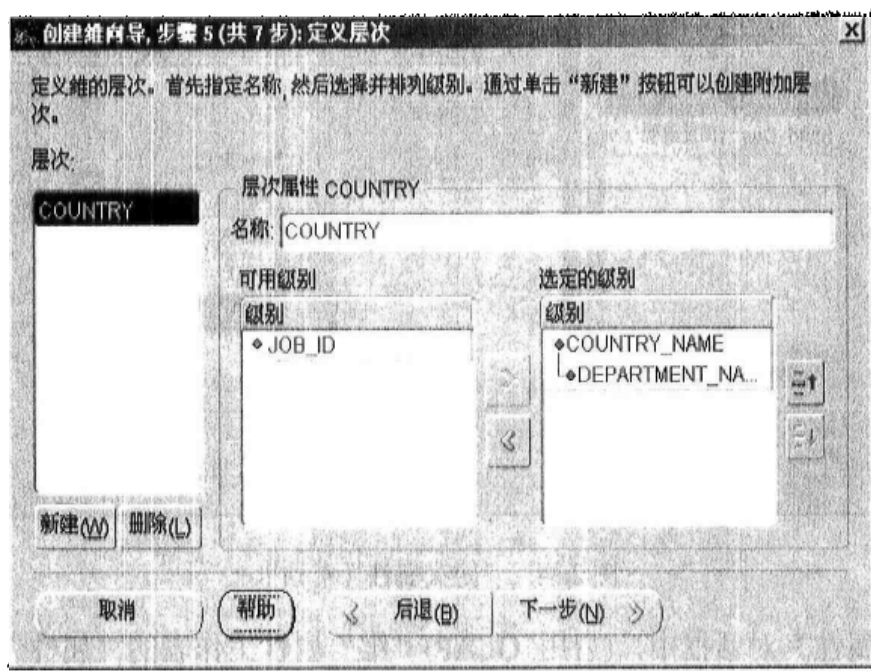 创建维向导, 步骤 5 (共 7 步): 定义层次
定义维的层次。首先指定名称, 然后选择并排列级别。通过单击“新建”按钮可以创建附加层
次。
层次:
COUNTRY
层次属性 COUNTRY
名称: COUNTRY
可用级别
级别
JOB_ID
选定的级别
级别
COUNTRY_NAME
DEPARTMENT_NA...
新建(W) 删除(L)
取消 帮助 后退(B) 下一步(N)